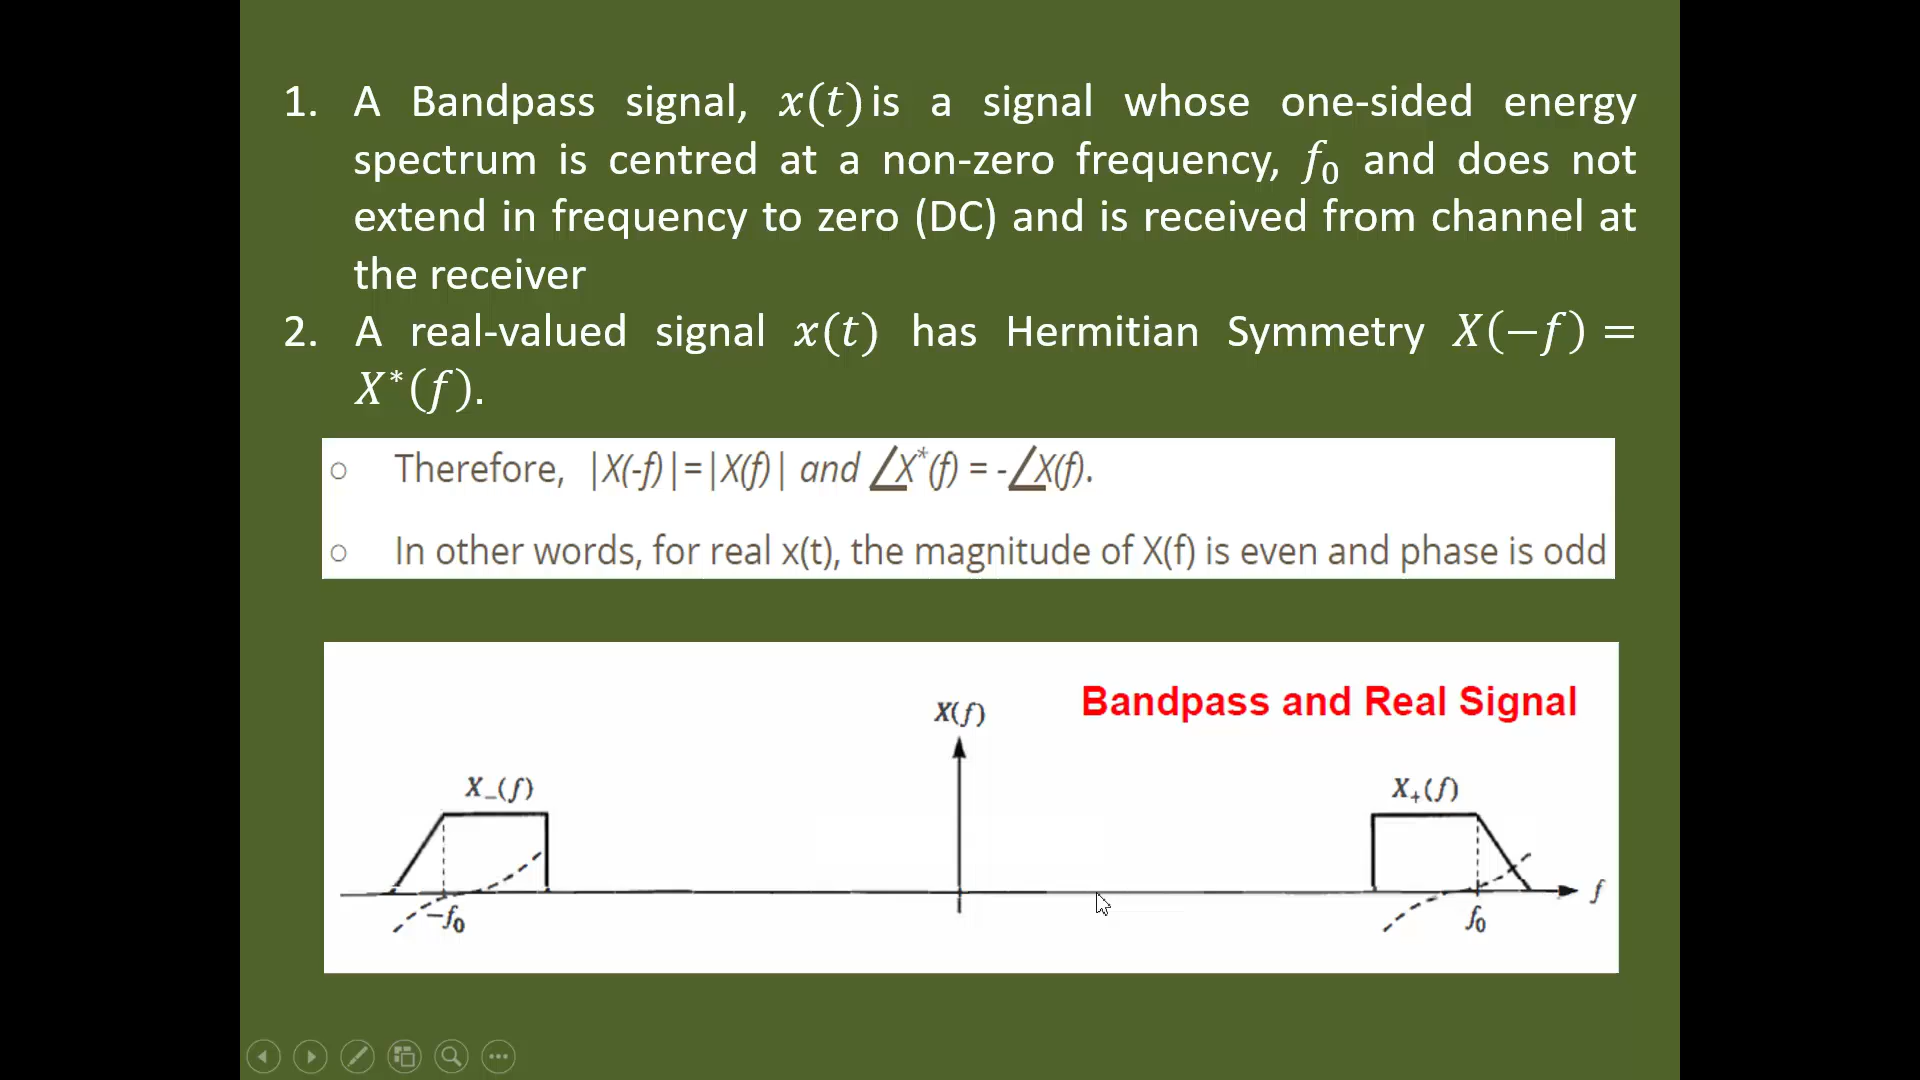 1. A Bandpass signal, x(t) is a signal whose one-sided energy
spectrum is centred at a non-zero frequency, f₀ and does not
extend in frequency to zero (DC) and is received from channel at
the receiver
2. A real-valued signal x(t) has Hermitian Symmetry X(−f) =
X*(f).
○ Therefore, |X(-f)|=|X(f)| and ∠X*(f) = -∠X(f).
○ In other words, for real x(t), the magnitude of X(f) is even and phase is odd
Bandpass and Real Signal
X(f)
X₋(f) X₊(f)
f
−f₀ f₀